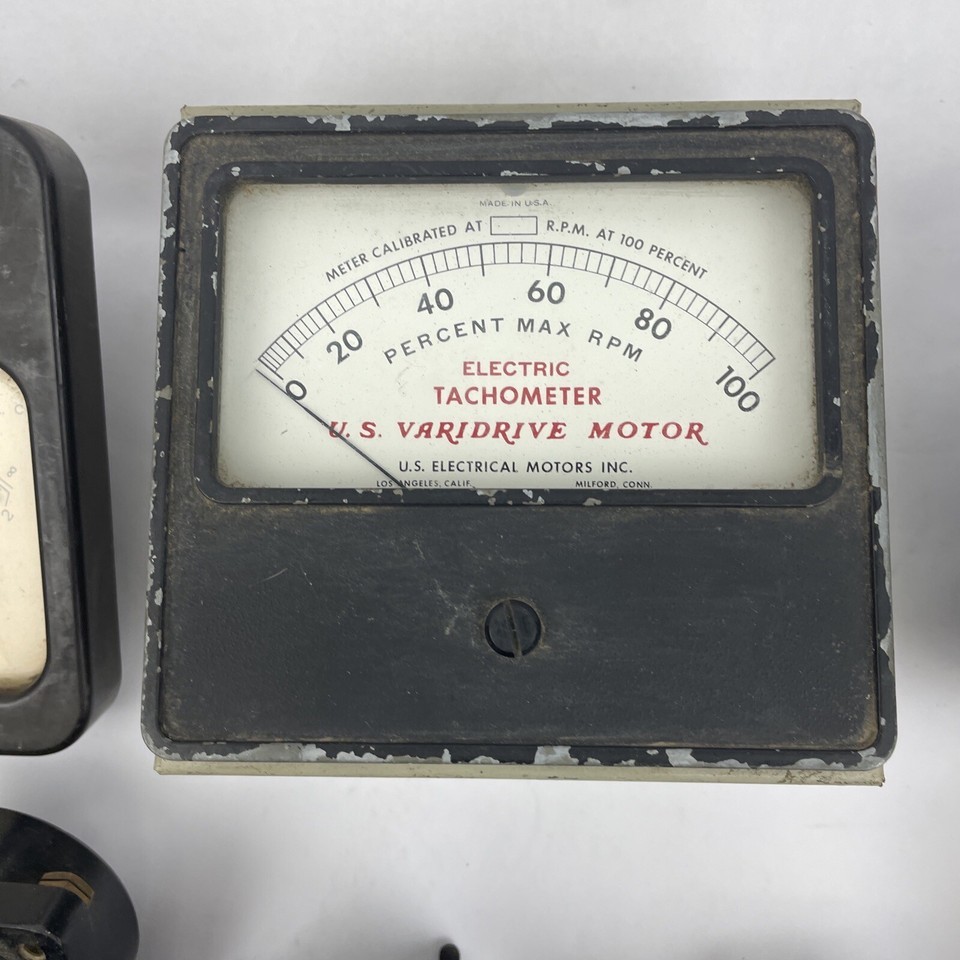 MADE IN U.S.A.
METER CALIBRATED AT R.P.M. AT 100 PERCENT
0 20 40 60 80 100
PERCENT MAX RPM
ELECTRIC
TACHOMETER
U.S. VARIDRIVE MOTOR
U.S. ELECTRICAL MOTORS INC.
LOS ANGELES, CALIF. MILFORD, CONN.